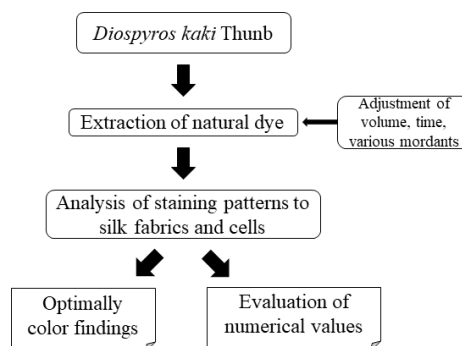 Diospyros kaki Thunb
Extraction of natural dye
Adjustment of
volume, time,
various mordants
Analysis of staining patterns to
silk fabrics and cells
Optimally
color findings
Evaluation of
numerical values